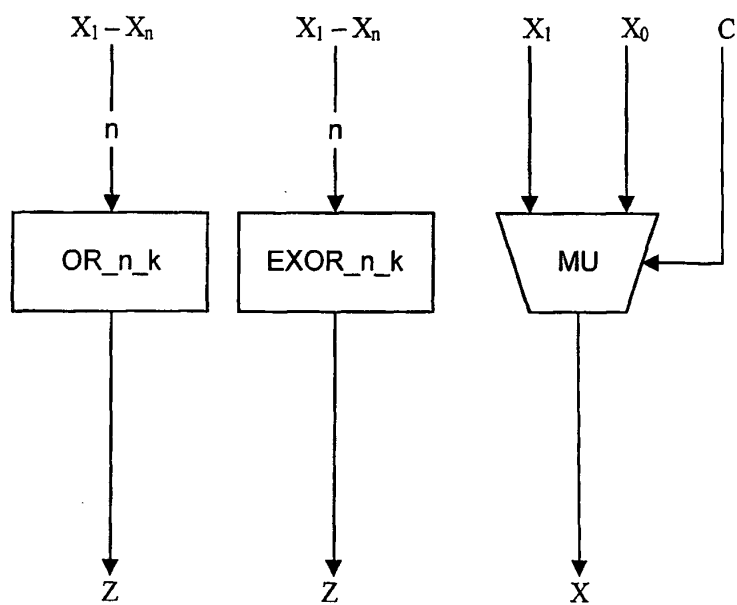 X₁ – Xₙ X₁ – Xₙ X₁ X₀ C
n n
OR_n_k EXOR_n_k MU
Z Z X